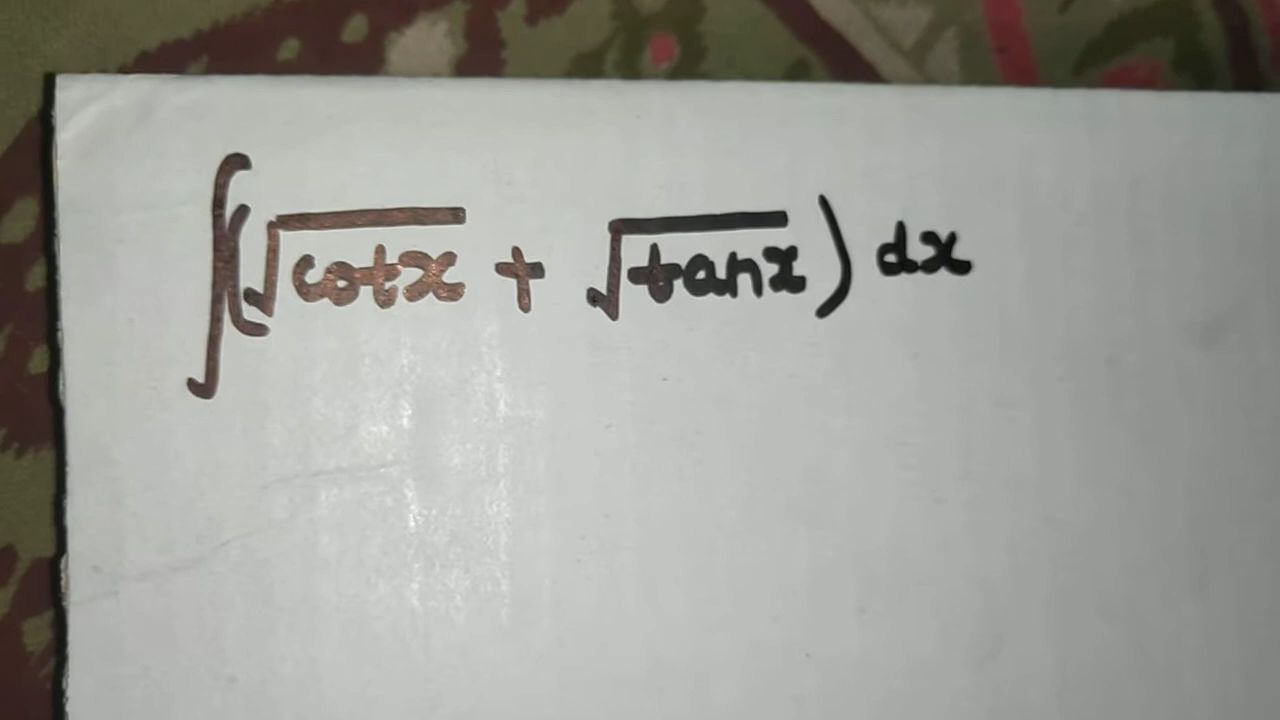 ∫(√cotx + √tanx) dx